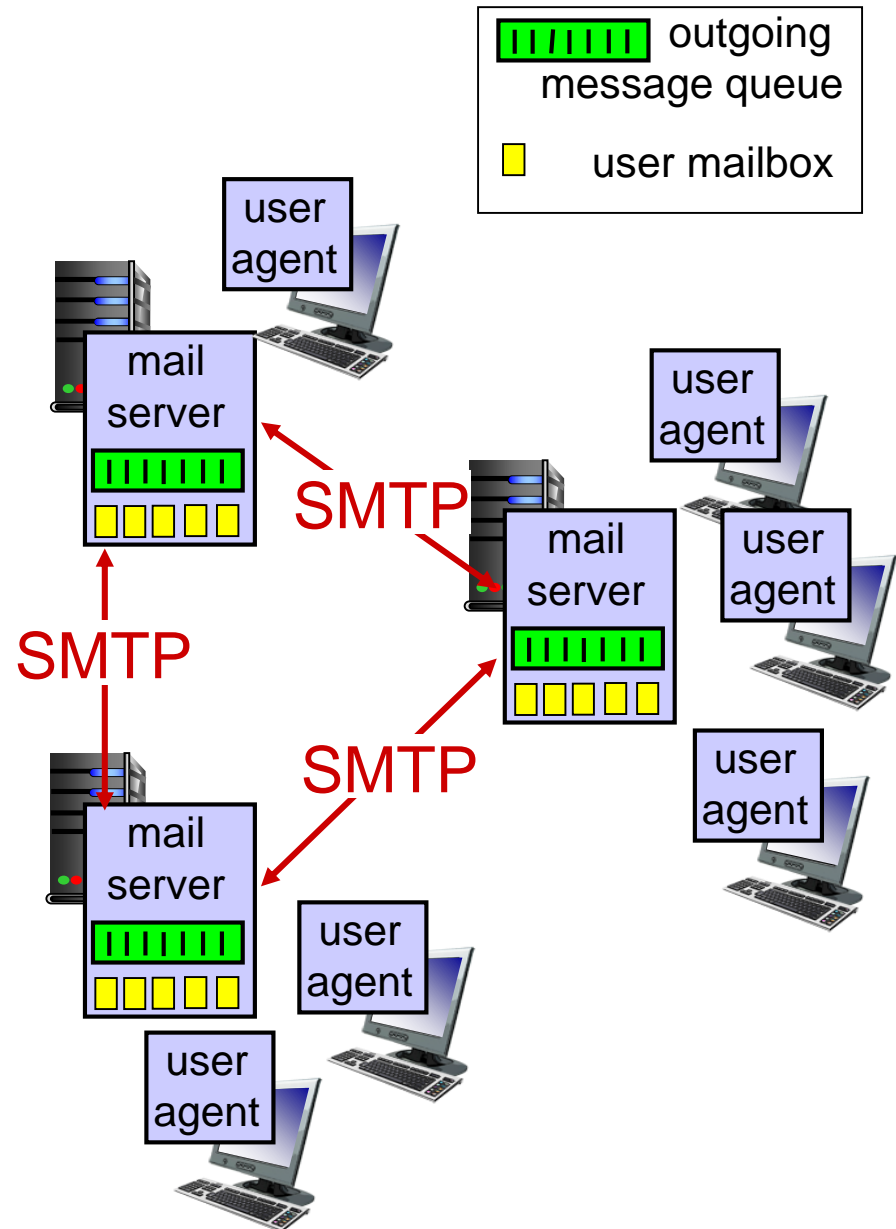 outgoing
message queue
user mailbox
user
agent
mail
server
SMTP
user
agent
mail
server
user
agent
SMTP
SMTP
user
agent
mail
server
user
agent
user
agent